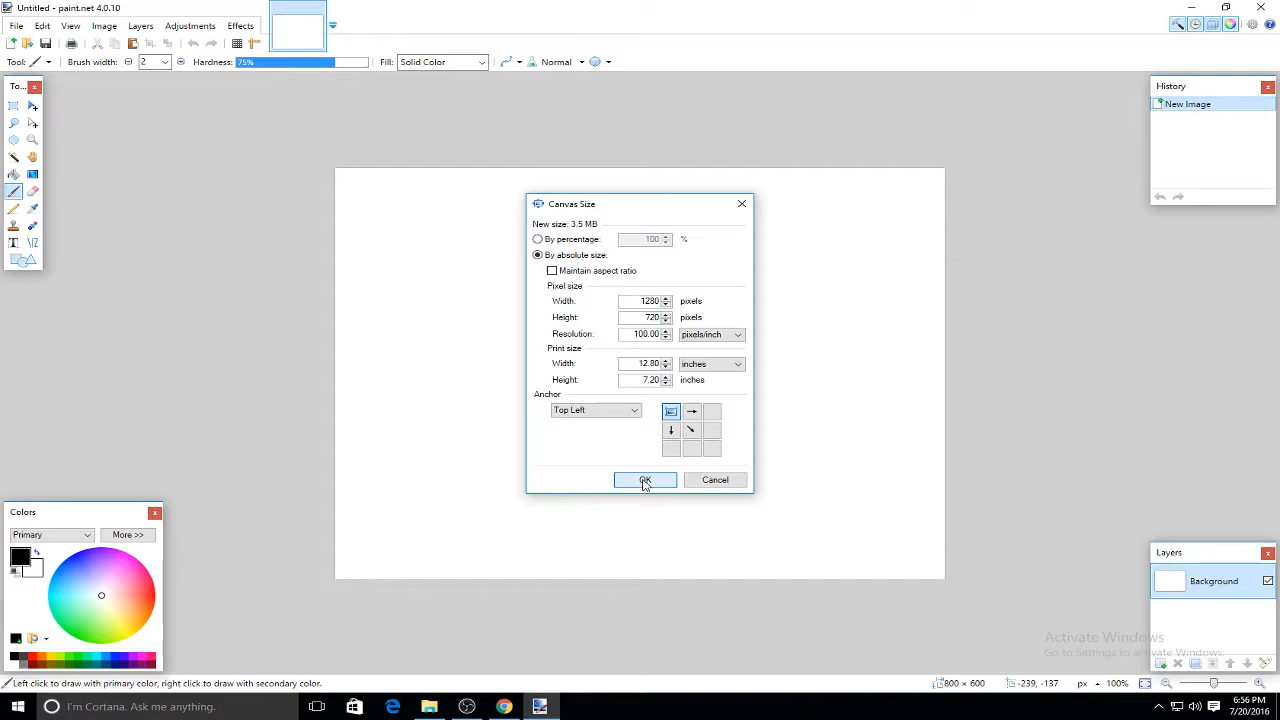 Untitled - paint.net 4.0.10
File Edit View Image Layers Adjustments Effects
Tool: Brush width: 2 Hardness: 75% Fill: Solid Color Normal
To...
History
New Image
Canvas Size
New size: 3.5 MB
By percentage: 100 %
By absolute size:
Maintain aspect ratio
Pixel size
Width: 1280 pixels
Height: 720 pixels
Resolution: 100.00 pixels/inch
Print size
Width: 12.80 inches
Height: 7.20 inches
Anchor
Top Left
OK Cancel
Colors
Primary More >>
Layers
Background
Activate Windows
Go to Settings to activate Windows.
Left click to draw with primary color, right click to draw with secondary color. 800 × 600 -239, -137 px 100%
I'm Cortana. Ask me anything.
6:56 PM
7/20/2016